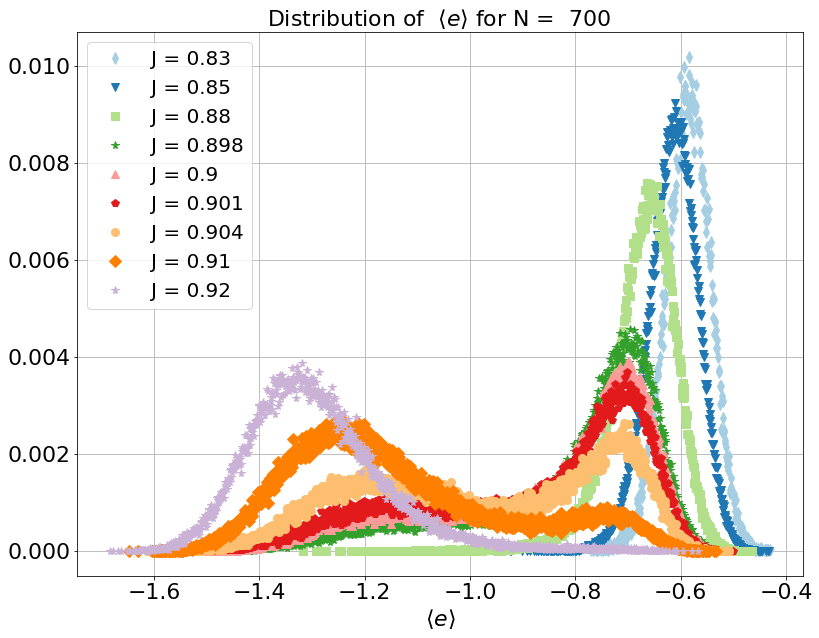 Distribution of ⟨e⟩ for N = 700
0.010
0.008
0.006
0.004
0.002
0.000
J = 0.83
J = 0.85
J = 0.88
J = 0.898
J = 0.9
J = 0.901
J = 0.904
J = 0.91
J = 0.92
−1.6 −1.4 −1.2 −1.0 −0.8 −0.6 −0.4
⟨e⟩